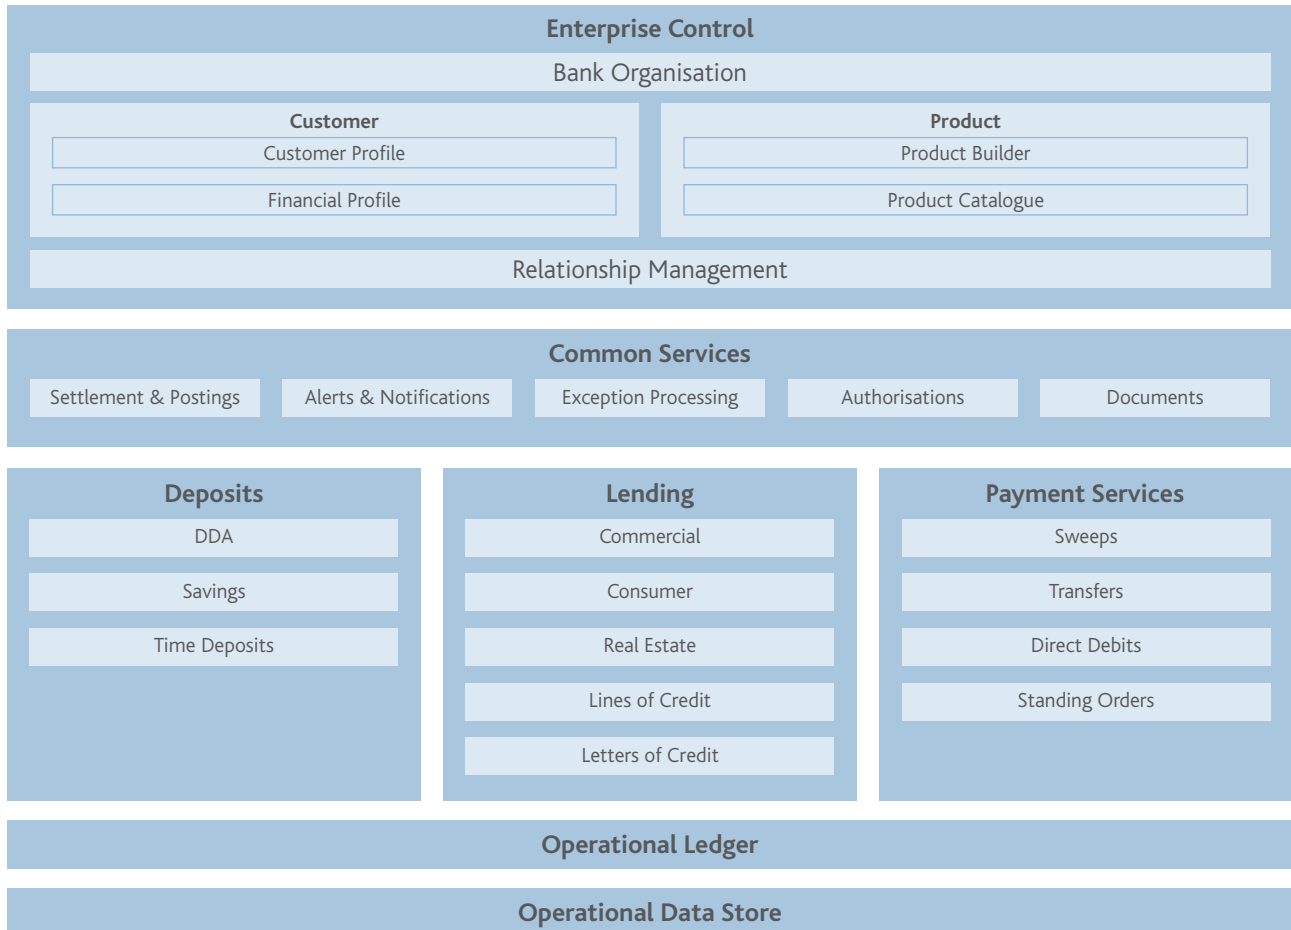 Enterprise Control
Bank Organisation
Customer
Customer Profile
Financial Profile
Product
Product Builder
Product Catalogue
Relationship Management
Common Services
Settlement & Postings
Alerts & Notifications
Exception Processing
Authorisations
Documents
Deposits
DDA
Savings
Time Deposits
Lending
Commercial
Consumer
Real Estate
Lines of Credit
Letters of Credit
Payment Services
Sweeps
Transfers
Direct Debits
Standing Orders
Operational Ledger
Operational Data Store